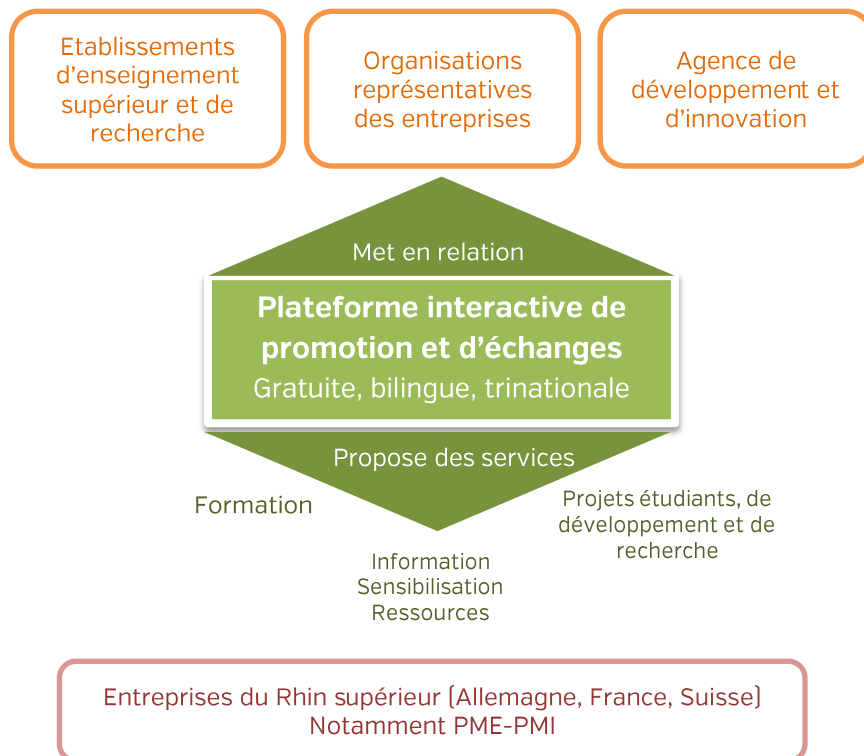 Etablissements
d’enseignement
supérieur et de
recherche
Organisations
représentatives
des entreprises
Agence de
développement et
d’innovation
Met en relation
Plateforme interactive de
promotion et d’échanges
Gratuite, bilingue, trinationale
Propose des services
Formation
Projets étudiants, de
développement et de
recherche
Information
Sensibilisation
Ressources
Entreprises du Rhin supérieur (Allemagne, France, Suisse)
Notamment PME-PMI